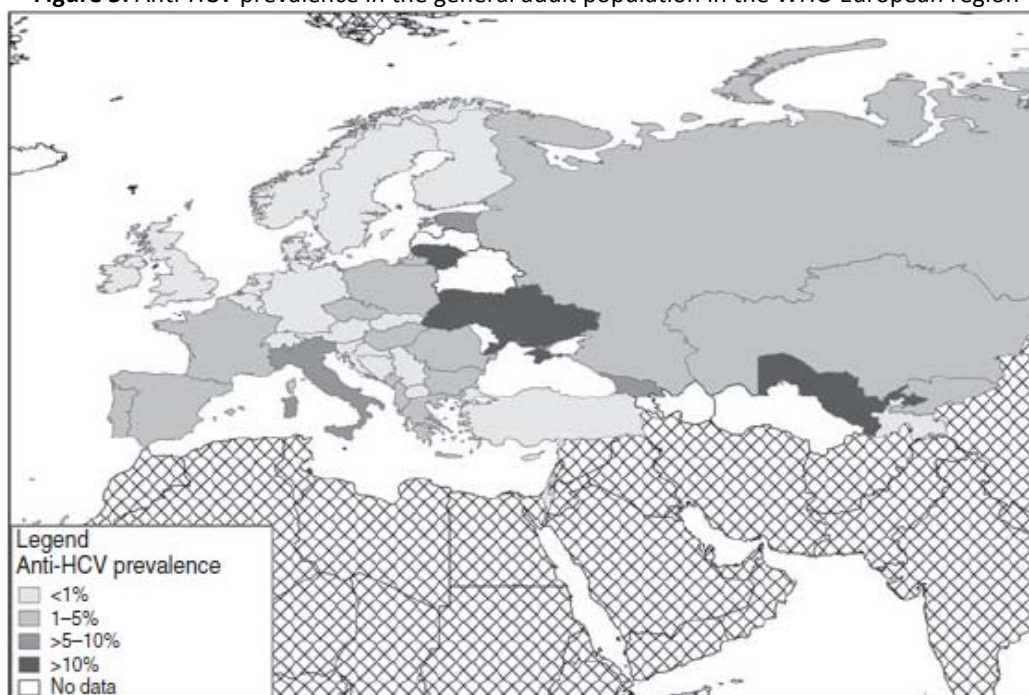 Figure 3. Anti-HCV prevalence in the general adult population in the WHO European region
Legend
Anti-HCV prevalence
<1%
1–5%
>5–10%
>10%
No data